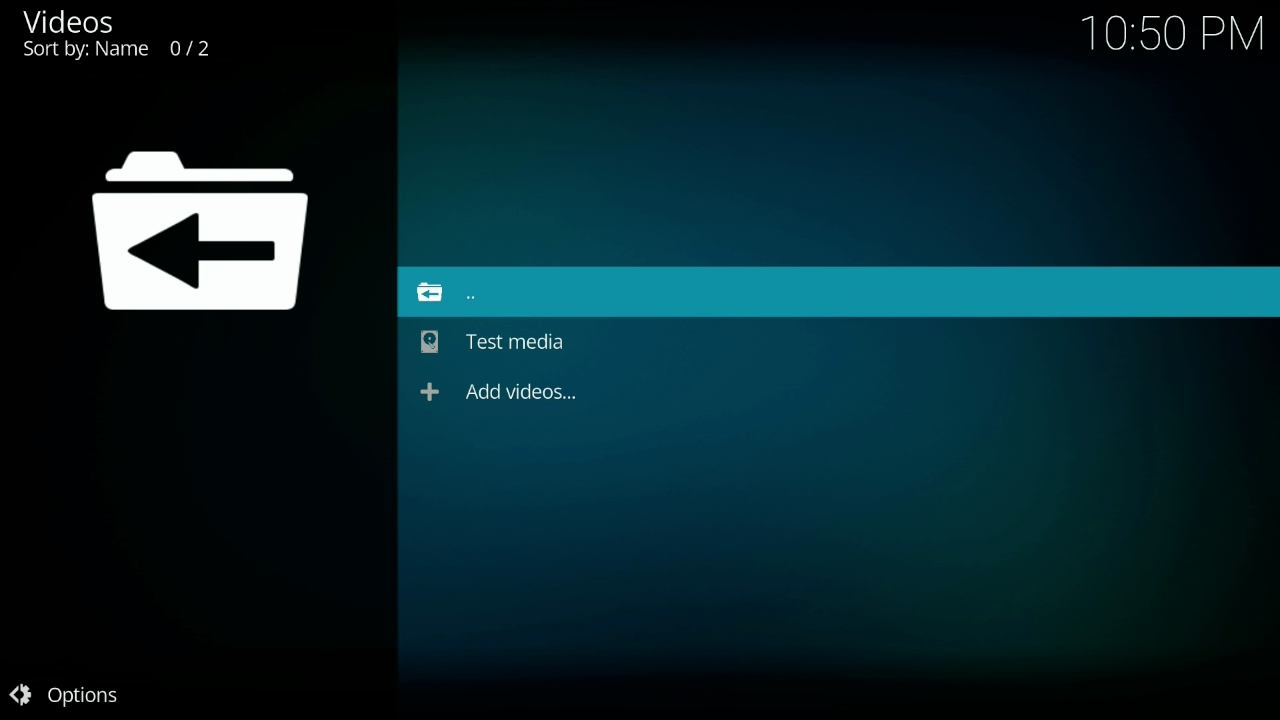 Videos
Sort by: Name 0 / 2
10:50 PM
..
Test media
Add videos...
Options